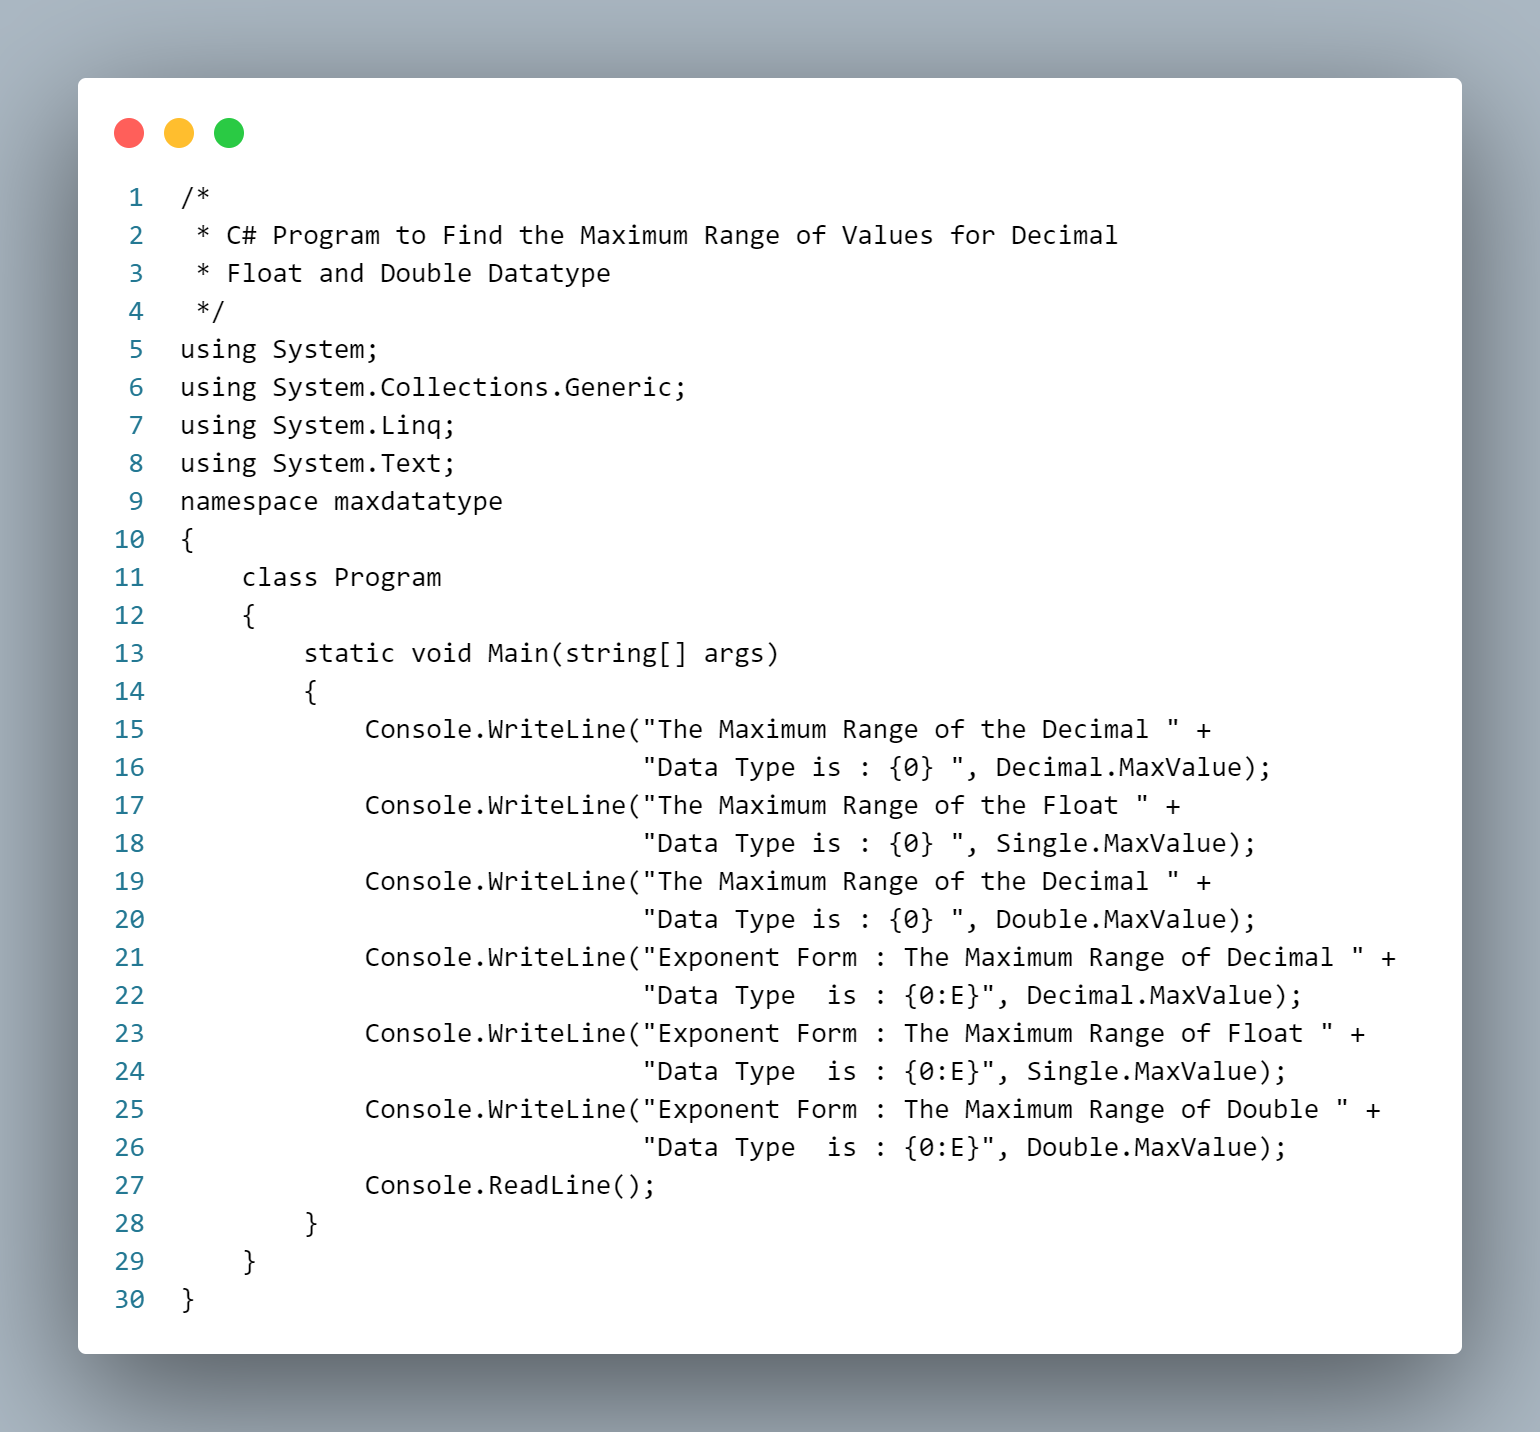 1 /*
2  * C# Program to Find the Maximum Range of Values for Decimal
3  * Float and Double Datatype
4  */
5 using System;
6 using System.Collections.Generic;
7 using System.Linq;
8 using System.Text;
9 namespace maxdatatype
10 {
11     class Program
12     {
13         static void Main(string[] args)
14         {
15             Console.WriteLine("The Maximum Range of the Decimal " +
16                               "Data Type is : {0} ", Decimal.MaxValue);
17             Console.WriteLine("The Maximum Range of the Float " +
18                               "Data Type is : {0} ", Single.MaxValue);
19             Console.WriteLine("The Maximum Range of the Decimal " +
20                               "Data Type is : {0} ", Double.MaxValue);
21             Console.WriteLine("Exponent Form : The Maximum Range of Decimal " +
22                               "Data Type  is : {0:E}", Decimal.MaxValue);
23             Console.WriteLine("Exponent Form : The Maximum Range of Float " +
24                               "Data Type  is : {0:E}", Single.MaxValue);
25             Console.WriteLine("Exponent Form : The Maximum Range of Double " +
26                               "Data Type  is : {0:E}", Double.MaxValue);
27             Console.ReadLine();
28         }
29     }
30 }